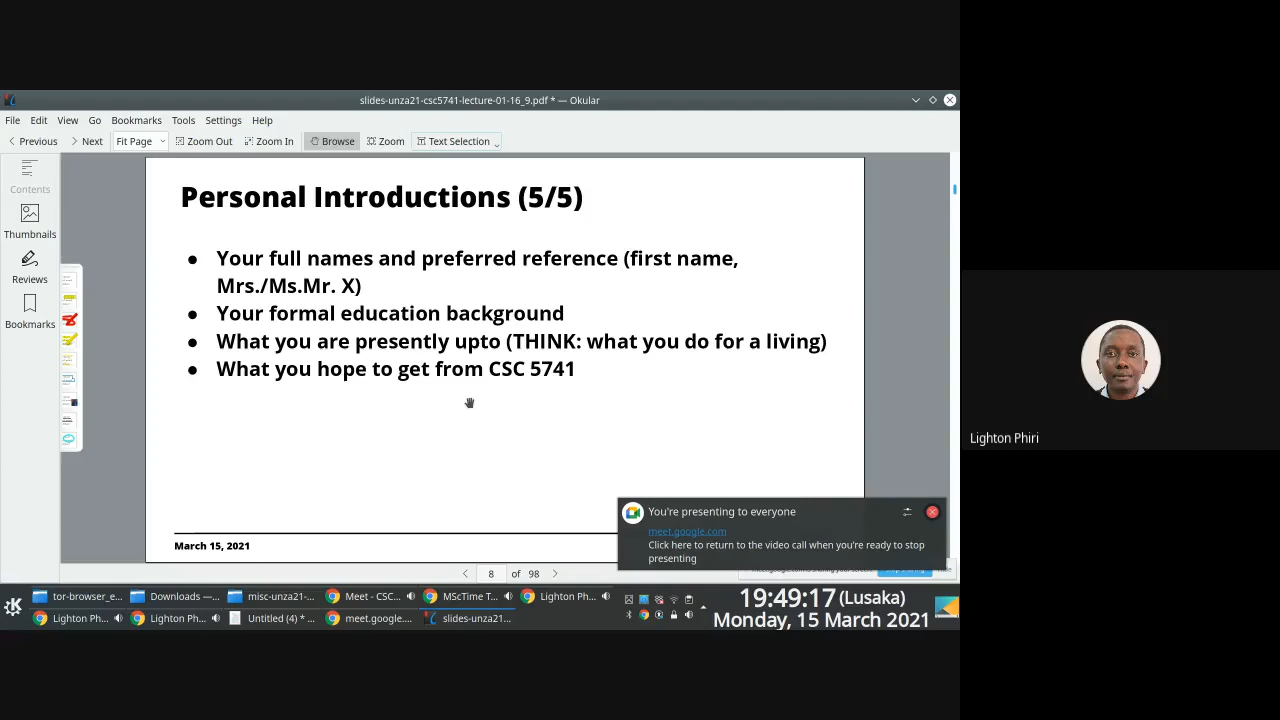 slides-unza21-csc5741-lecture-01-16_9.pdf * — Okular
File Edit View Go Bookmarks Tools Settings Help
Previous Next Fit Page Zoom Out Zoom In Browse Zoom Text Selection
Contents
Thumbnails
Reviews
Bookmarks
Personal Introductions (5/5)
● Your full names and preferred reference (first name,
Mrs./Ms.Mr. X)
● Your formal education background
● What you are presently upto (THINK: what you do for a living)
● What you hope to get from CSC 5741
March 15, 2021
Lighton Phiri
You're presenting to everyone
meet.google.com
Click here to return to the video call when you're ready to stop
presenting
8 of 98
tor-browser_e... Downloads —... misc-unza21-... Meet - CSC... MScTime T... Lighton Ph...
Lighton Ph... Lighton Ph... Untitled (4) * ... meet.google.... slides-unza21...
19:49:17 (Lusaka)
Monday, 15 March 2021